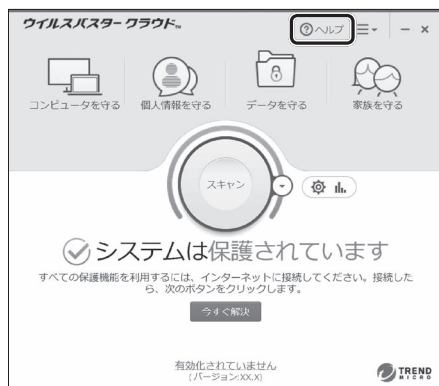 ウイルスバスター クラウド™
?ヘルプ
コンピュータを守る
個人情報を守る
データを守る
家族を守る
スキャン
システムは保護されています
すべての保護機能を利用するには、インターネットに接続してください。接続した
ら、次のボタンをクリックします。
今すぐ解決
有効化されていません
(バージョン:XX.X)
TREND
MICRO